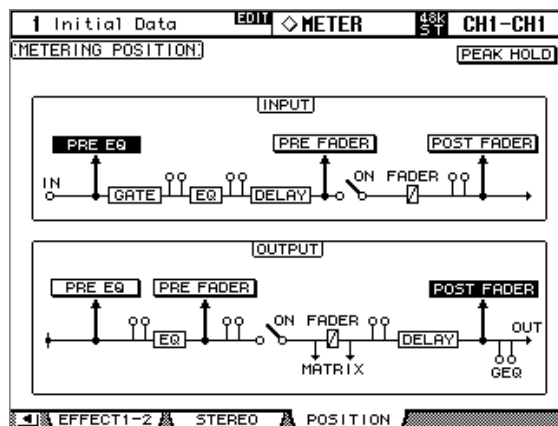 1 Initial Data EDIT ◇METER 48K ST CH1-CH1
METERING POSITION
PEAK HOLD
INPUT
PRE EQ PRE FADER POST FADER
IN GATE EQ DELAY ON FADER
OUTPUT
PRE EQ PRE FADER POST FADER
EQ ON FADER DELAY OUT
MATRIX GEQ
EFFECT1-2 STEREO POSITION